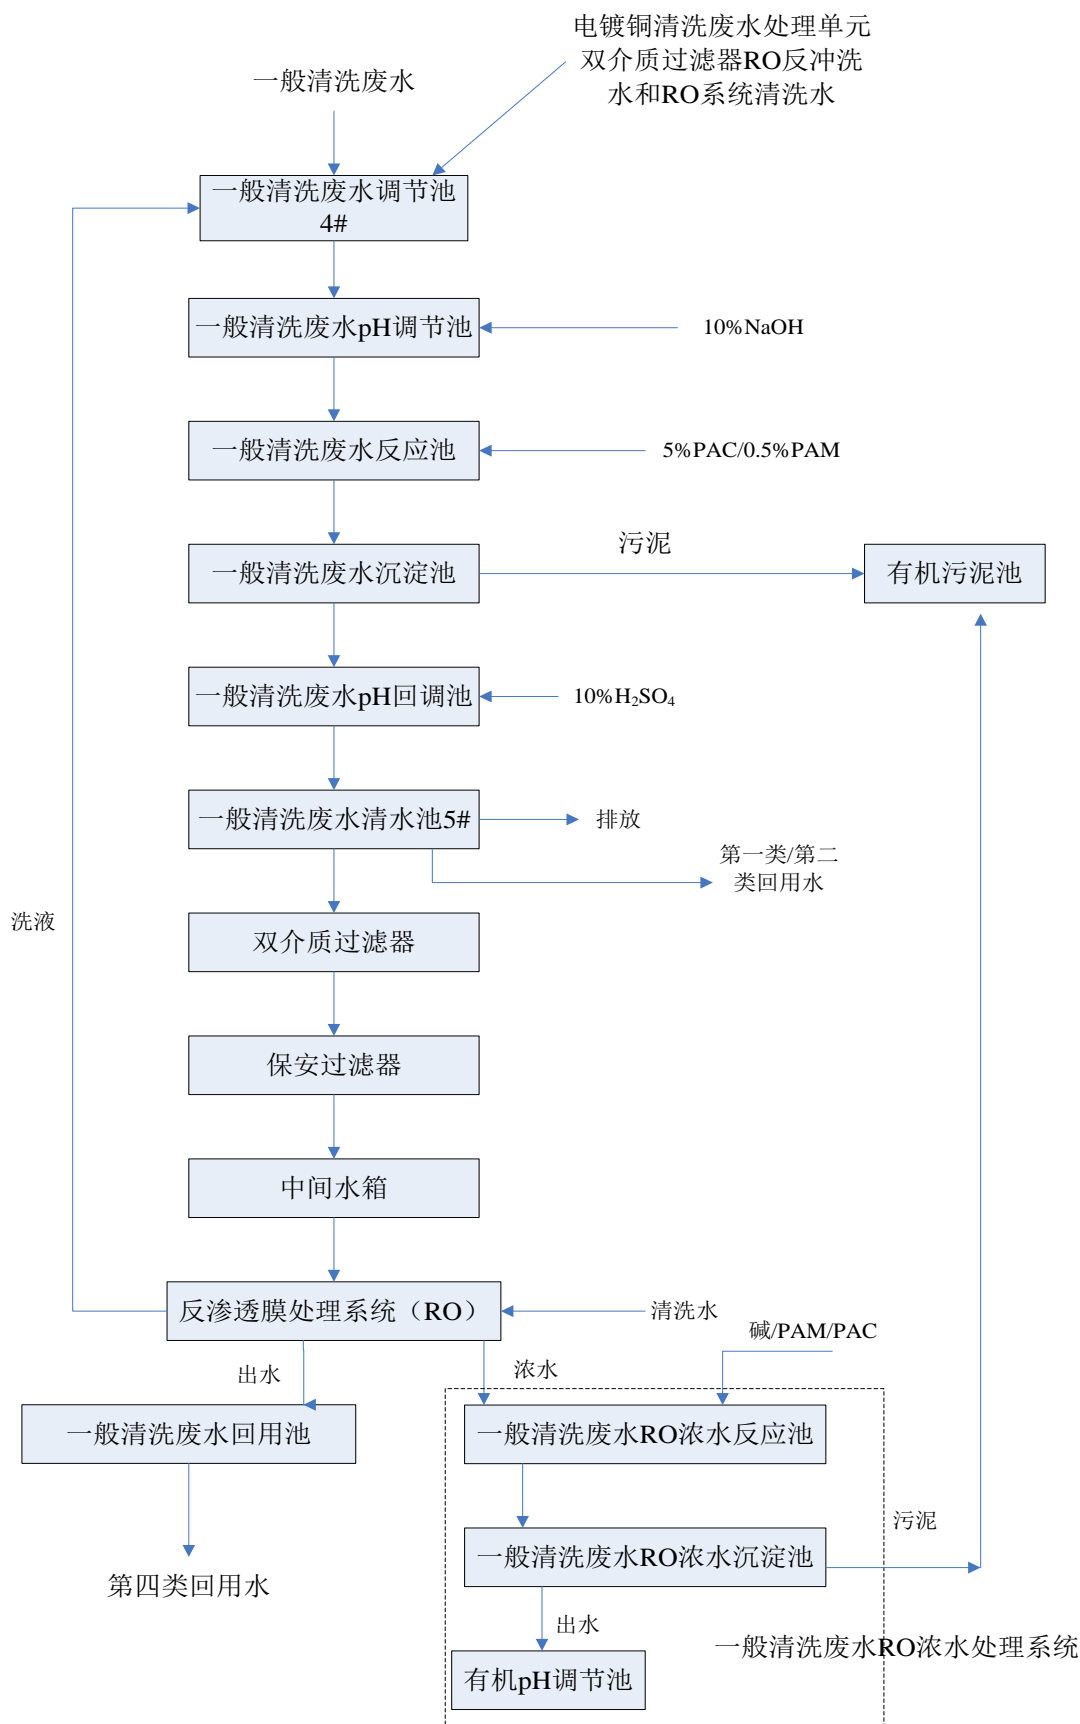 电镀铜清洗废水处理单元
双介质过滤器RO反冲洗
水和RO系统清洗水
一般清洗废水
一般清洗废水调节池
4#
一般清洗废水pH调节池
10%NaOH
一般清洗废水反应池
5%PAC/0.5%PAM
污泥
一般清洗废水沉淀池
有机污泥池
一般清洗废水pH回调池
10%H₂SO₄
一般清洗废水清水池5#
排放
第一类/第二
类回用水
洗液
双介质过滤器
保安过滤器
中间水箱
反渗透膜处理系统（RO）
清洗水
碱/PAM/PAC
出水
浓水
一般清洗废水回用池
一般清洗废水RO浓水反应池
污泥
一般清洗废水RO浓水沉淀池
第四类回用水
出水
一般清洗废水RO浓水处理系统
有机pH调节池